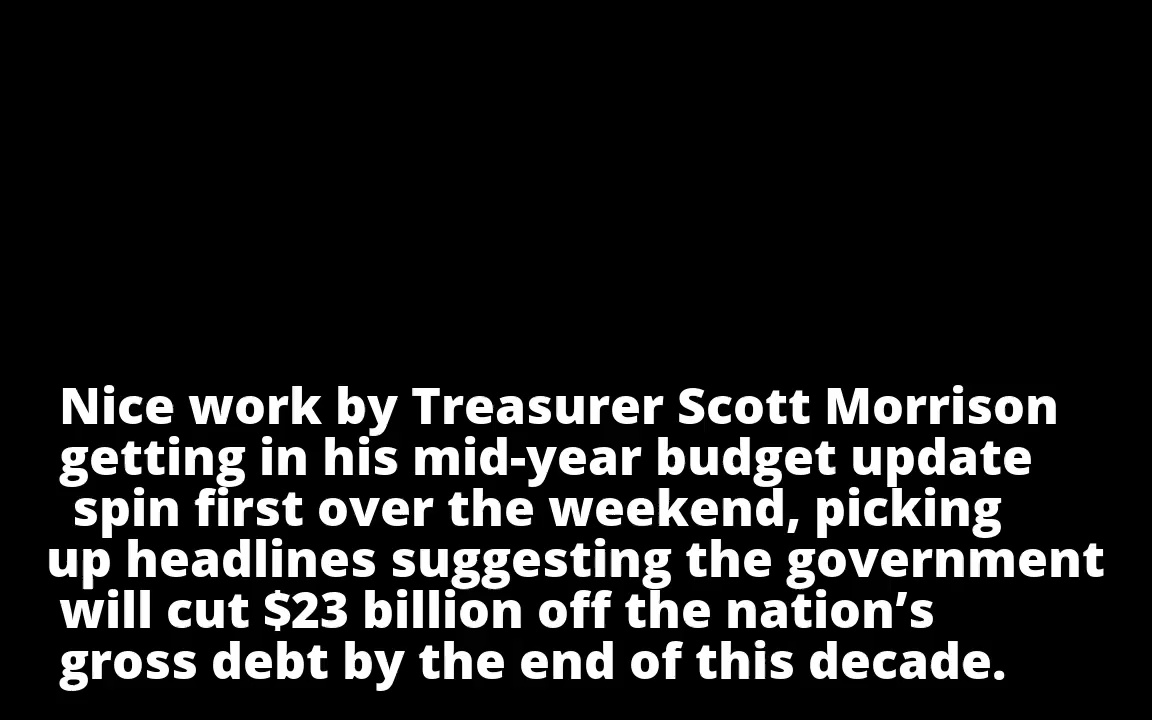 Nice work by Treasurer Scott Morrison
getting in his mid-year budget update
spin first over the weekend, picking
up headlines suggesting the government
will cut $23 billion off the nation’s
gross debt by the end of this decade.